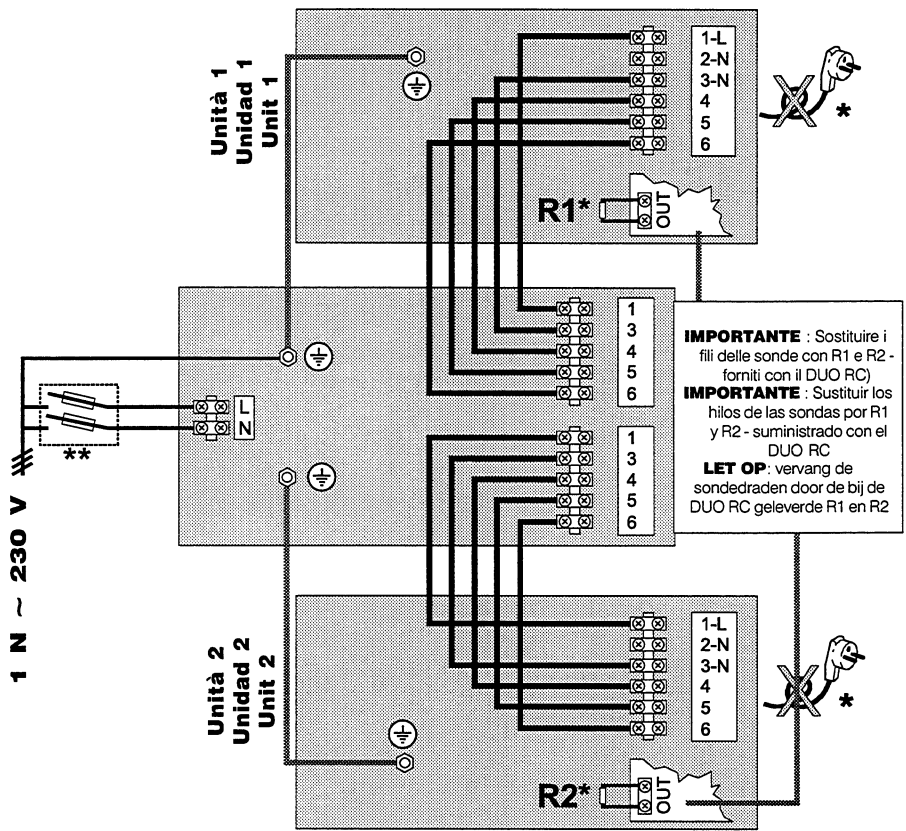 Unità 1
Unidad 1
Unit 1
1-L
2-N
3-N
4
5
6
*
R1*
OUT
1
3
4
5
6
L
N
**
1 N ~ 230 V
1
3
4
5
6
IMPORTANTE : Sostituire i
fili delle sonde con R1 e R2 -
forniti con il DUO RC)
IMPORTANTE : Sustituir los
hilos de las sondas por R1
y R2 - suministrado con el
DUO RC
LET OP: vervang de
sondedraden door de bij de
DUO RC geleverde R1 en R2
Unità 2
Unidad 2
Unit 2
1-L
2-N
3-N
4
5
6
*
R2*
OUT